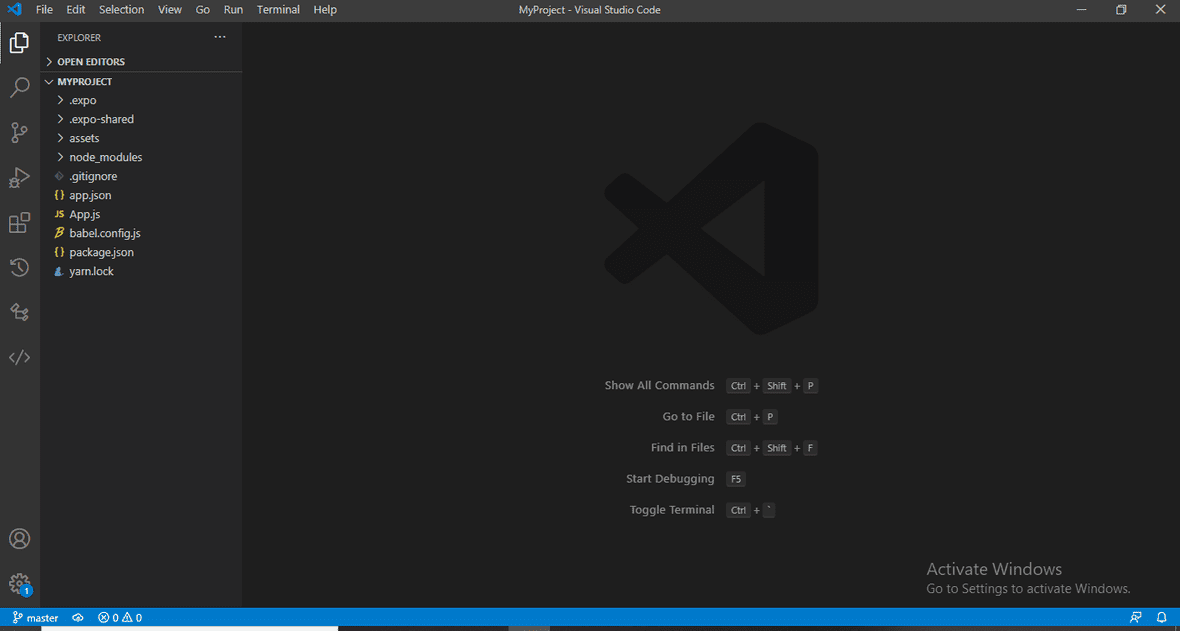 File Edit Selection View Go Run Terminal Help MyProject - Visual Studio Code
EXPLORER ...
OPEN EDITORS
MYPROJECT
.expo
.expo-shared
assets
node_modules
.gitignore
{} app.json
JS App.js
babel.config.js
{} package.json
yarn.lock
Show All Commands Ctrl + Shift + P
Go to File Ctrl + P
Find in Files Ctrl + Shift + F
Start Debugging F5
Toggle Terminal Ctrl + `
Activate Windows
Go to Settings to activate Windows.
1
master 0 0